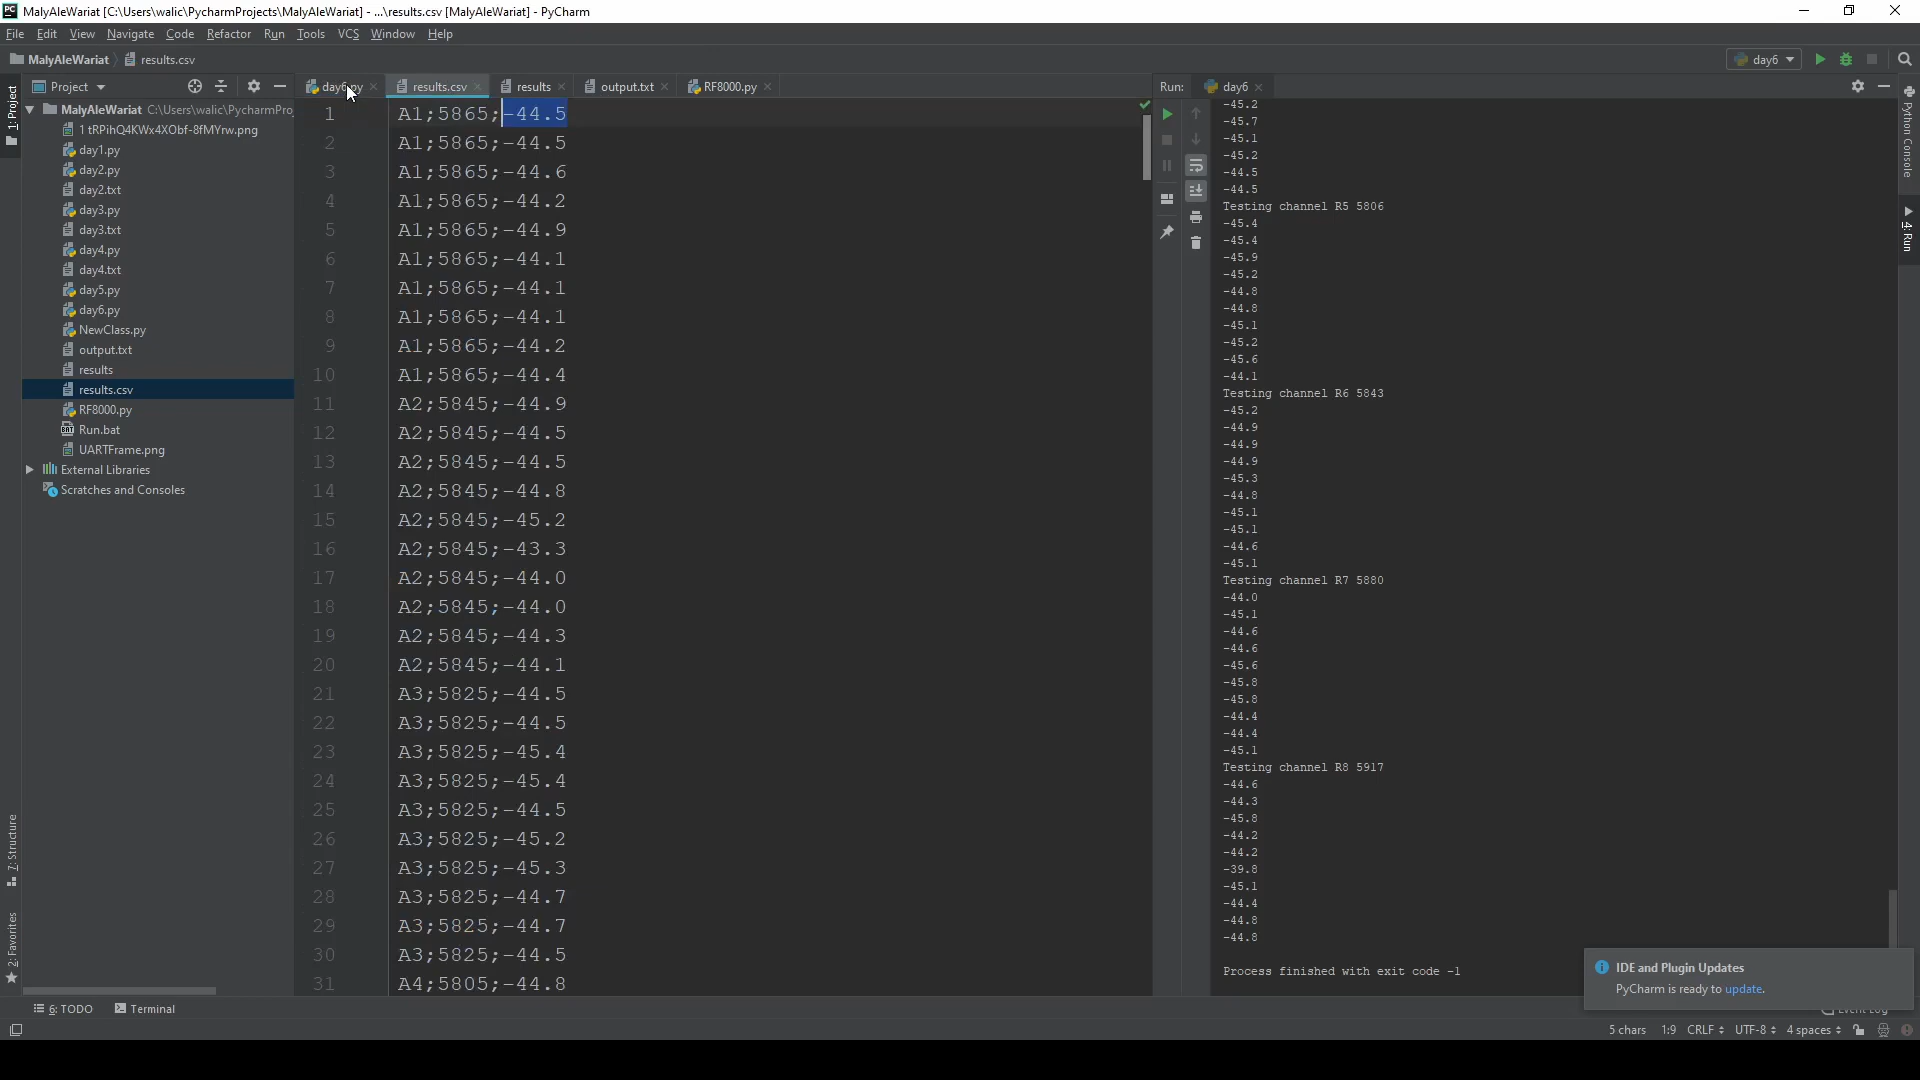 MalyAleWariat [C:\Users\walic\PycharmProjects\MalyAleWariat] - ...\results.csv [MalyAleWariat] - PyCharm
File Edit View Navigate Code Refactor Run Tools VCS Window Help
MalyAleWariat results.csv day6
Project
day6.py results.csv results output.txt RF8000.py
Run: day6
1: Project
MalyAleWariat C:\Users\walic\PycharmPro
1 tRPihQ4KWx4XObf-8fMYrw.png
day1.py
day2.py
day2.txt
day3.py
day3.txt
day4.py
day4.txt
day5.py
day6.py
NewClass.py
output.txt
results
results.csv
RF8000.py
Run.bat
UARTFrame.png
External Libraries
Scratches and Consoles
7: Structure
2: Favorites
1 A1;5865;-44.5
2 A1;5865;-44.5
3 A1;5865;-44.6
4 A1;5865;-44.2
5 A1;5865;-44.9
6 A1;5865;-44.1
7 A1;5865;-44.1
8 A1;5865;-44.1
9 A1;5865;-44.2
10 A1;5865;-44.4
11 A2;5845;-44.9
12 A2;5845;-44.5
13 A2;5845;-44.5
14 A2;5845;-44.8
15 A2;5845;-45.2
16 A2;5845;-43.3
17 A2;5845;-44.0
18 A2;5845;-44.0
19 A2;5845;-44.3
20 A2;5845;-44.1
21 A3;5825;-44.5
22 A3;5825;-44.5
23 A3;5825;-45.4
24 A3;5825;-45.4
25 A3;5825;-44.5
26 A3;5825;-45.2
27 A3;5825;-45.3
28 A3;5825;-44.7
29 A3;5825;-44.7
30 A3;5825;-44.5
31 A4;5805;-44.8
-45.2
-45.7
-45.1
-45.2
-44.5
-44.5
Testing channel R5 5806
-45.4
-45.4
-45.9
-45.2
-44.8
-44.8
-45.1
-45.2
-45.6
-44.1
Testing channel R6 5843
-45.2
-44.9
-44.9
-44.9
-45.3
-44.8
-45.1
-45.1
-44.6
-45.1
Testing channel R7 5880
-44.0
-45.1
-44.6
-44.6
-45.6
-45.8
-45.8
-44.4
-44.4
-45.1
Testing channel R8 5917
-44.6
-44.3
-45.8
-44.2
-44.2
-39.8
-45.1
-44.4
-44.8
-44.8
Process finished with exit code -1
Python Console
4: Run
IDE and Plugin Updates
PyCharm is ready to update.
6: TODO Terminal
5 chars 1:9 CRLF UTF-8 4 spaces